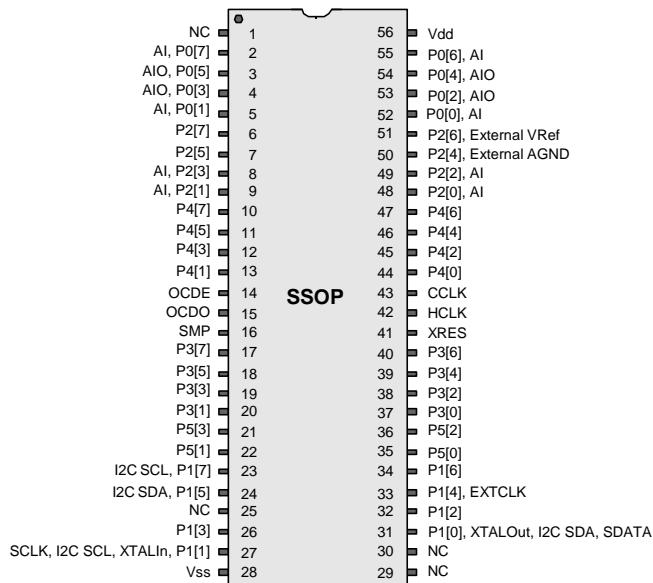 NC 1 56 Vdd
AI, P0[7] 2 55 P0[6], AI
AIO, P0[5] 3 54 P0[4], AIO
AIO, P0[3] 4 53 P0[2], AIO
AI, P0[1] 5 52 P0[0], AI
P2[7] 6 51 P2[6], External VRef
P2[5] 7 50 P2[4], External AGND
AI, P2[3] 8 49 P2[2], AI
AI, P2[1] 9 48 P2[0], AI
P4[7] 10 47 P4[6]
P4[5] 11 46 P4[4]
P4[3] 12 45 P4[2]
P4[1] 13 44 P4[0]
OCDE 14 SSOP 43 CCLK
OCDO 15 42 HCLK
SMP 16 41 XRES
P3[7] 17 40 P3[6]
P3[5] 18 39 P3[4]
P3[3] 19 38 P3[2]
P3[1] 20 37 P3[0]
P5[3] 21 36 P5[2]
P5[1] 22 35 P5[0]
I2C SCL, P1[7] 23 34 P1[6]
I2C SDA, P1[5] 24 33 P1[4], EXTCLK
NC 25 32 P1[2]
P1[3] 26 31 P1[0], XTALOut, I2C SDA, SDATA
SCLK, I2C SCL, XTALIn, P1[1] 27 30 NC
Vss 28 29 NC